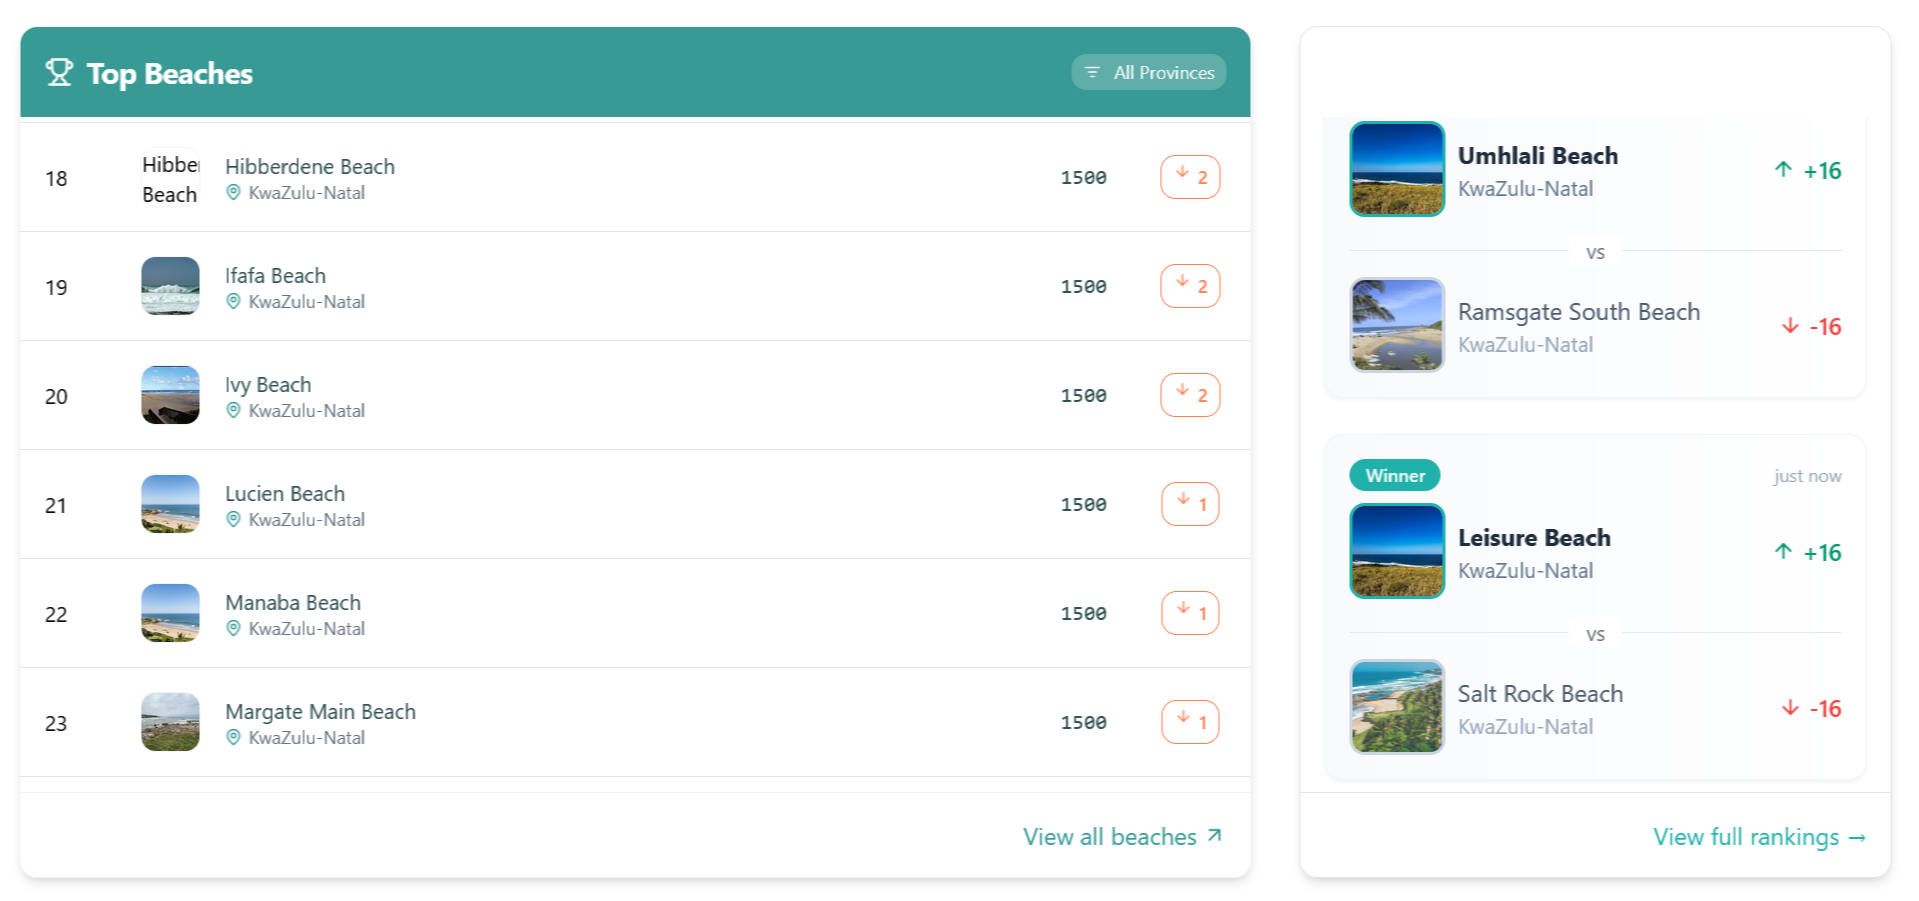 Top Beaches
All Provinces
18
Hibber
Beach
Hibberdene Beach
KwaZulu-Natal
1500
↓ 2
19
Ifafa Beach
KwaZulu-Natal
1500
↓ 2
20
Ivy Beach
KwaZulu-Natal
1500
↓ 2
21
Lucien Beach
KwaZulu-Natal
1500
↓ 1
22
Manaba Beach
KwaZulu-Natal
1500
↓ 1
23
Margate Main Beach
KwaZulu-Natal
1500
↓ 1
View all beaches ↗
Umhlali Beach
KwaZulu-Natal
↑ +16
vs
Ramsgate South Beach
KwaZulu-Natal
↓ -16
Winner
just now
Leisure Beach
KwaZulu-Natal
↑ +16
vs
Salt Rock Beach
KwaZulu-Natal
↓ -16
View full rankings →